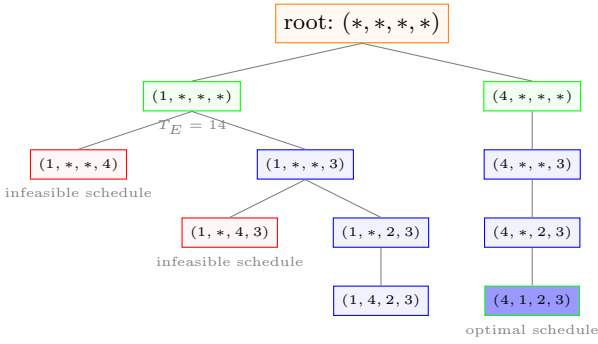 root: (∗, ∗, ∗, ∗)
(1, ∗, ∗, ∗)
(4, ∗, ∗, ∗)
T_E = 14
(1, ∗, ∗, 4)
(1, ∗, ∗, 3)
(4, ∗, ∗, 3)
infeasible schedule
(1, ∗, 4, 3)
(1, ∗, 2, 3)
(4, ∗, 2, 3)
infeasible schedule
(1, 4, 2, 3)
(4, 1, 2, 3)
optimal schedule